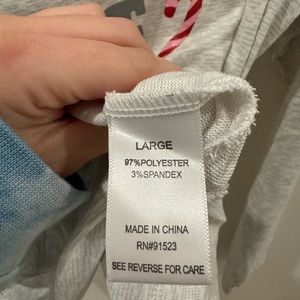 LARGE
97%POLYESTER
3%SPANDEX
MADE IN CHINA
RN#91523
SEE REVERSE FOR CARE